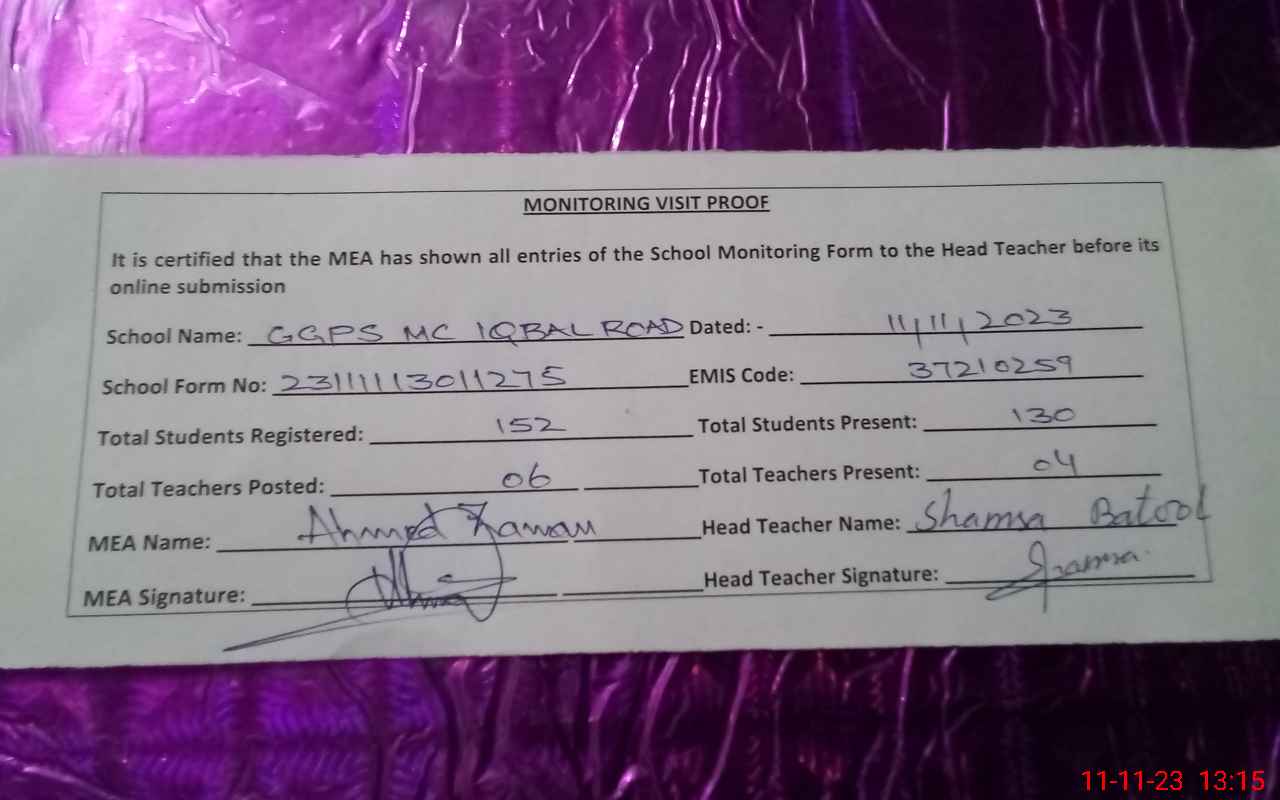 MONITORING VISIT PROOF
It is certified that the MEA has shown all entries of the School Monitoring Form to the Head Teacher before its
online submission
School Name: GGPS MC IQBAL ROAD Dated: - 11/11/2023
School Form No: 23111113011275 EMIS Code: 37210259
Total Students Registered: 152 Total Students Present: 130
Total Teachers Posted: 06 Total Teachers Present: 04
MEA Name: Ahmed Head Teacher Name: Shamsa Batool
MEA Signature: Head Teacher Signature: Shamsa
11-11-23 13:15